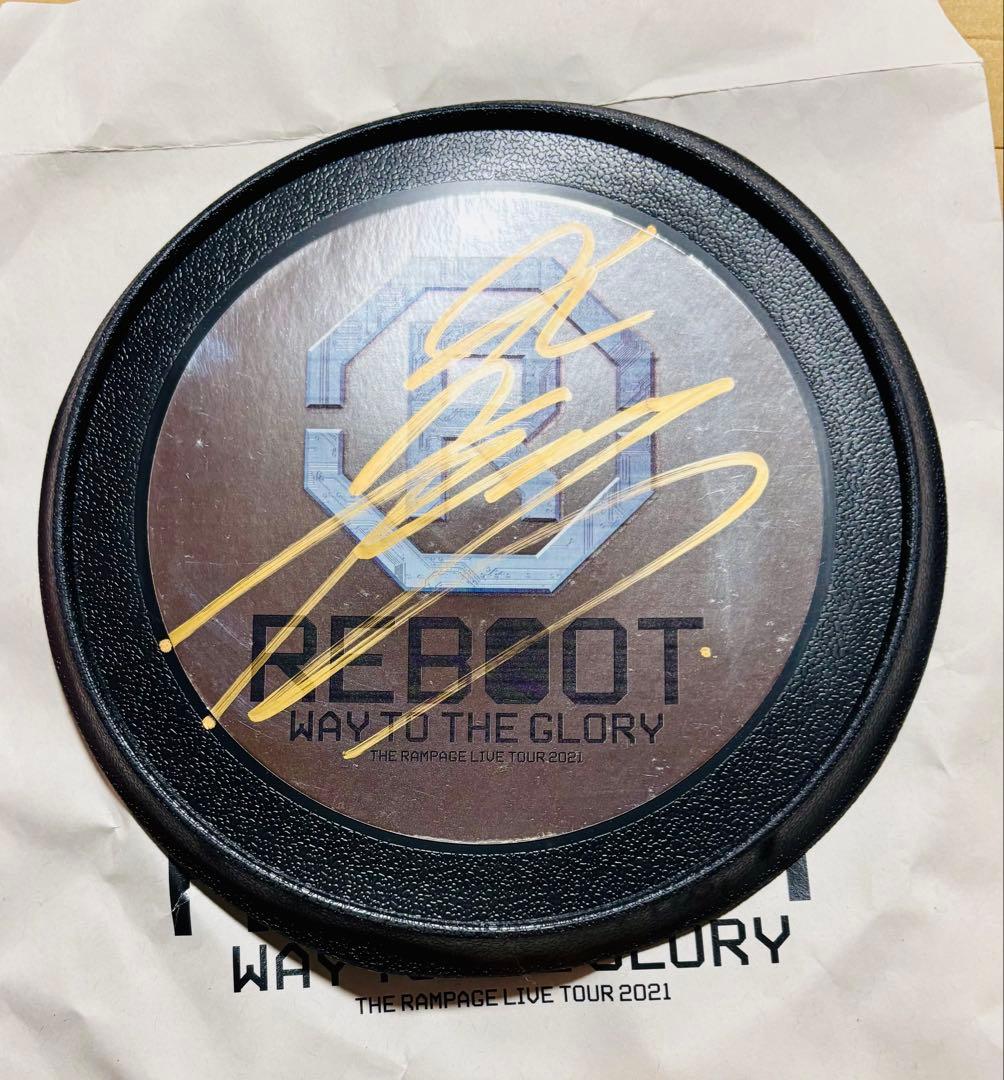 R
REBOOT
WAY TO THE GLORY
THE RAMPAGE LIVE TOUR 2021
WAY TO THE GLORY
THE RAMPAGE LIVE TOUR 2021